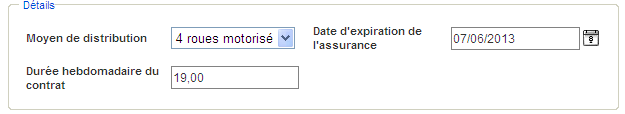 Détails
Moyen de distribution
4 roues motorisé
Date d'expiration de
l'assurance
07/06/2013
Durée hebdomadaire du
contrat
19,00